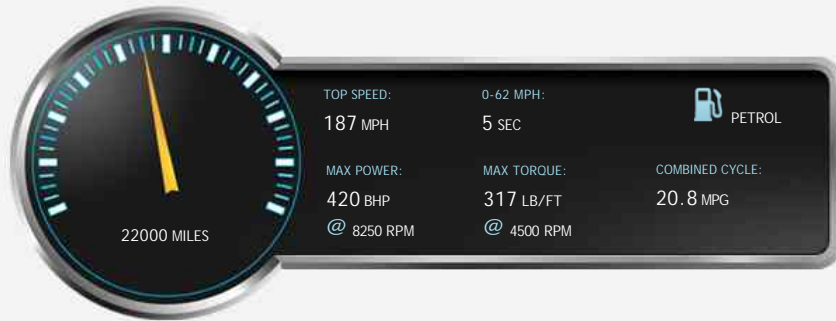 TOP SPEED:
187 MPH
0-62 MPH:
5 SEC
PETROL
MAX POWER:
420 BHP
@ 8250 RPM
MAX TORQUE:
317 LB/FT
@ 4500 RPM
COMBINED CYCLE:
20.8 MPG
22000 MILES